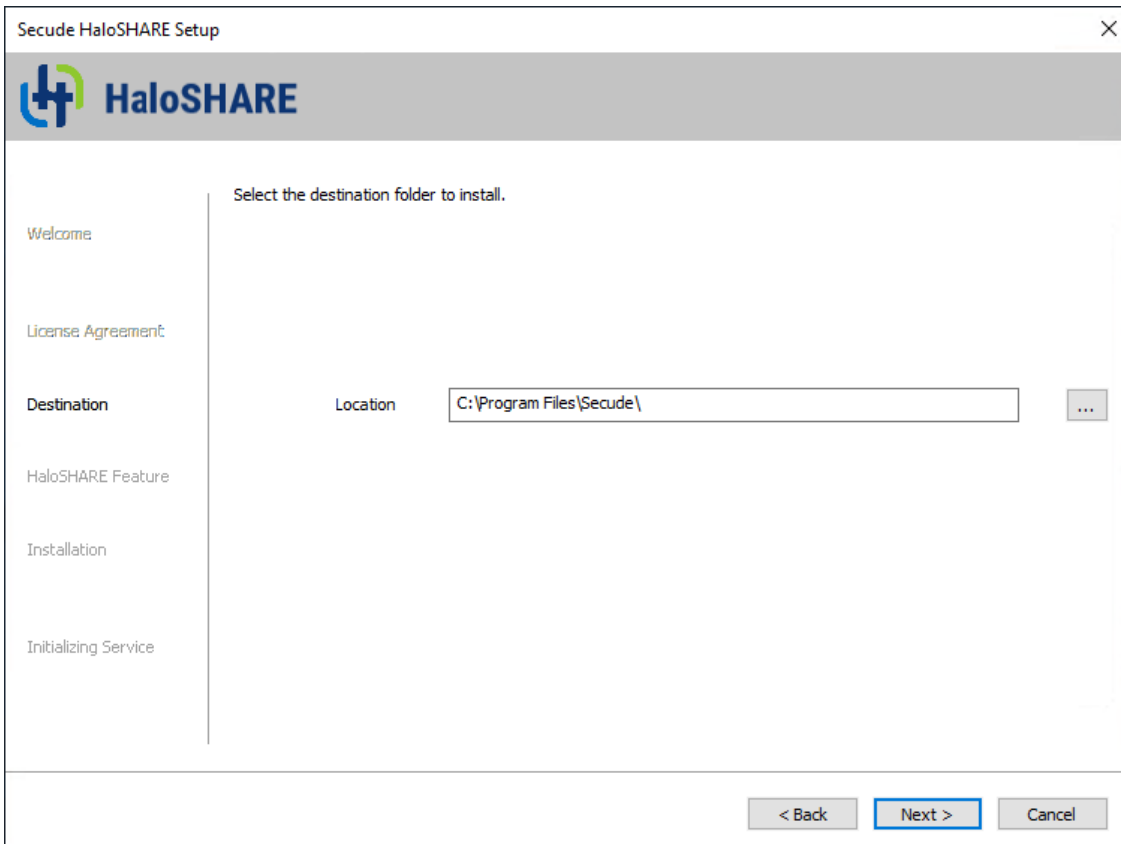 Secude HaloSHARE Setup
HaloSHARE
Select the destination folder to install.
Welcome
License Agreement
Destination
Location
C:\Program Files\Secude\
...
HaloSHARE Feature
Installation
Initializing Service
< Back
Next >
Cancel